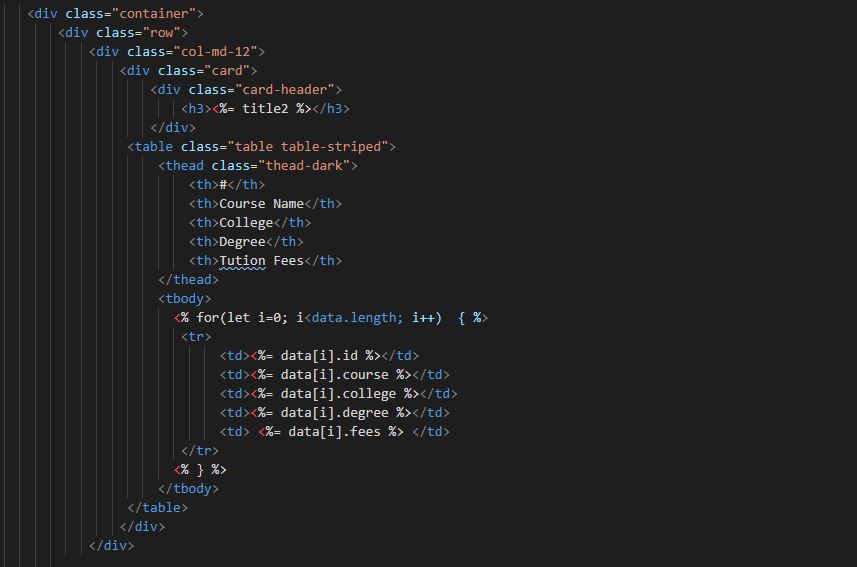 <div class="container">
<div class="row">
<div class="col-md-12">
<div class="card">
<div class="card-header">
<h3><%= title2 %></h3>
</div>
<table class="table table-striped">
<thead class="thead-dark">
<th>#</th>
<th>Course Name</th>
<th>College</th>
<th>Degree</th>
<th>Tution Fees</th>
</thead>
<tbody>
<% for(let i=0; i<data.length; i++)  { %>
<tr>
<td><%= data[i].id %></td>
<td><%= data[i].course %></td>
<td><%= data[i].college %></td>
<td><%= data[i].degree %></td>
<td> <%= data[i].fees %> </td>
</tr>
<% } %>
</tbody>
</table>
</div>
</div>